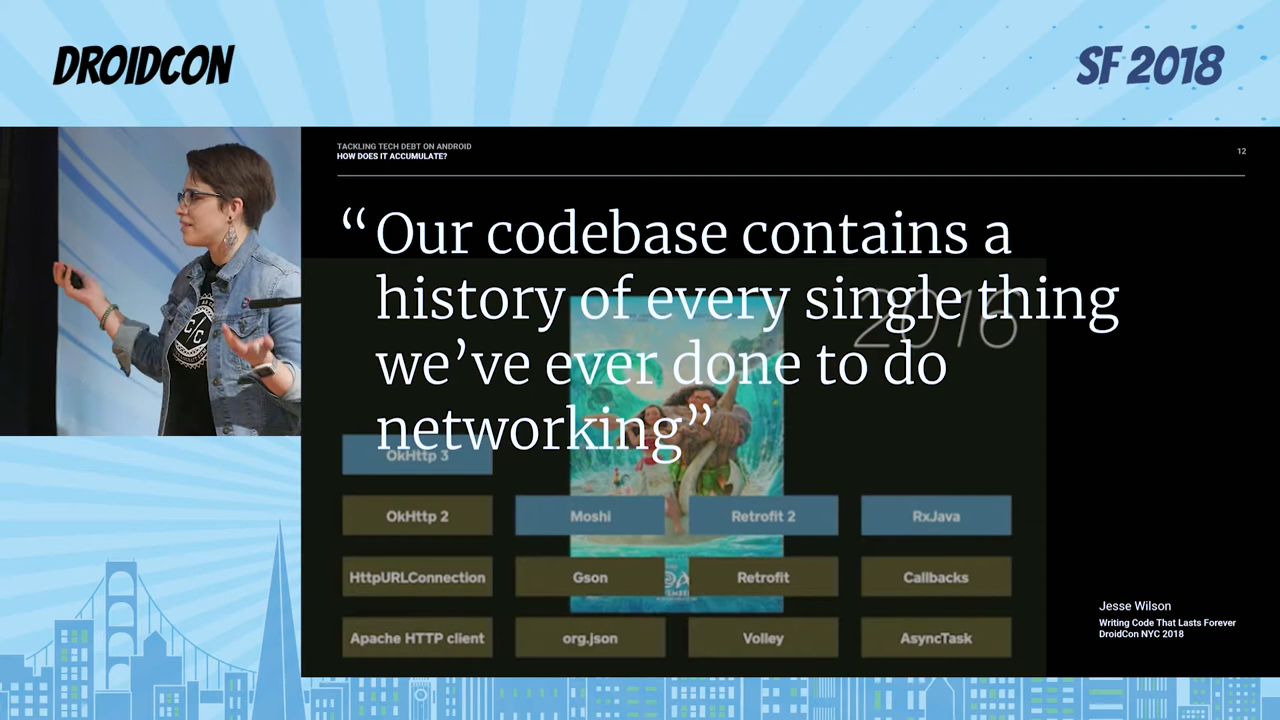 DROIDCON
SF 2018
TACKLING TECH DEBT ON ANDROID
HOW DOES IT ACCUMULATE?
12
“Our codebase contains a
history of every single thing
we’ve ever done to do
networking”
2016
OkHttp 3
OkHttp 2
Moshi
Retrofit 2
RxJava
HttpURLConnection
Gson
Retrofit
Callbacks
Apache HTTP client
org.json
Volley
AsyncTask
Jesse Wilson
Writing Code That Lasts Forever
DroidCon NYC 2018